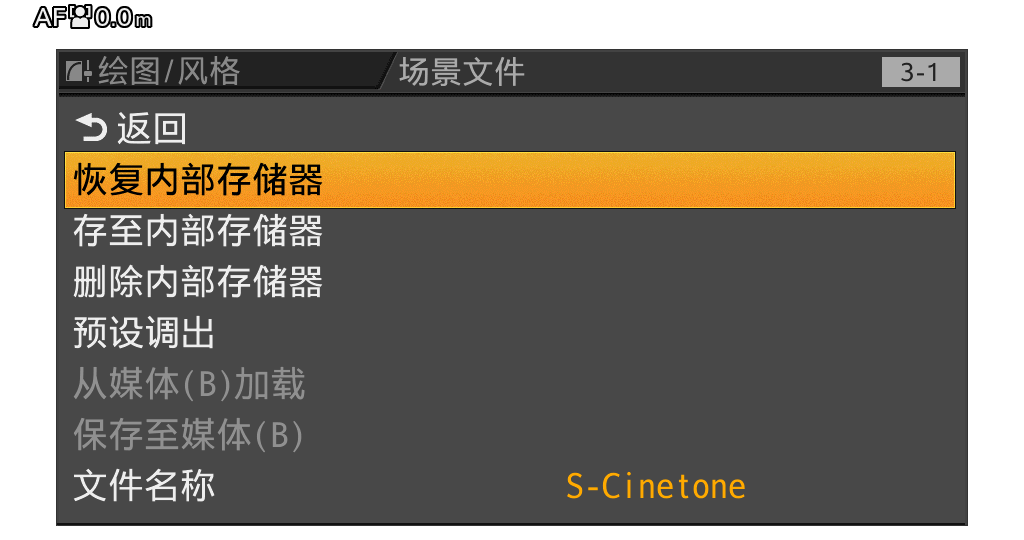 AF 0.0m
绘图/风格 /场景文件 3-1
返回
恢复内部存储器
存至内部存储器
删除内部存储器
预设调出
从媒体(B)加载
保存至媒体(B)
文件名称 S-Cinetone